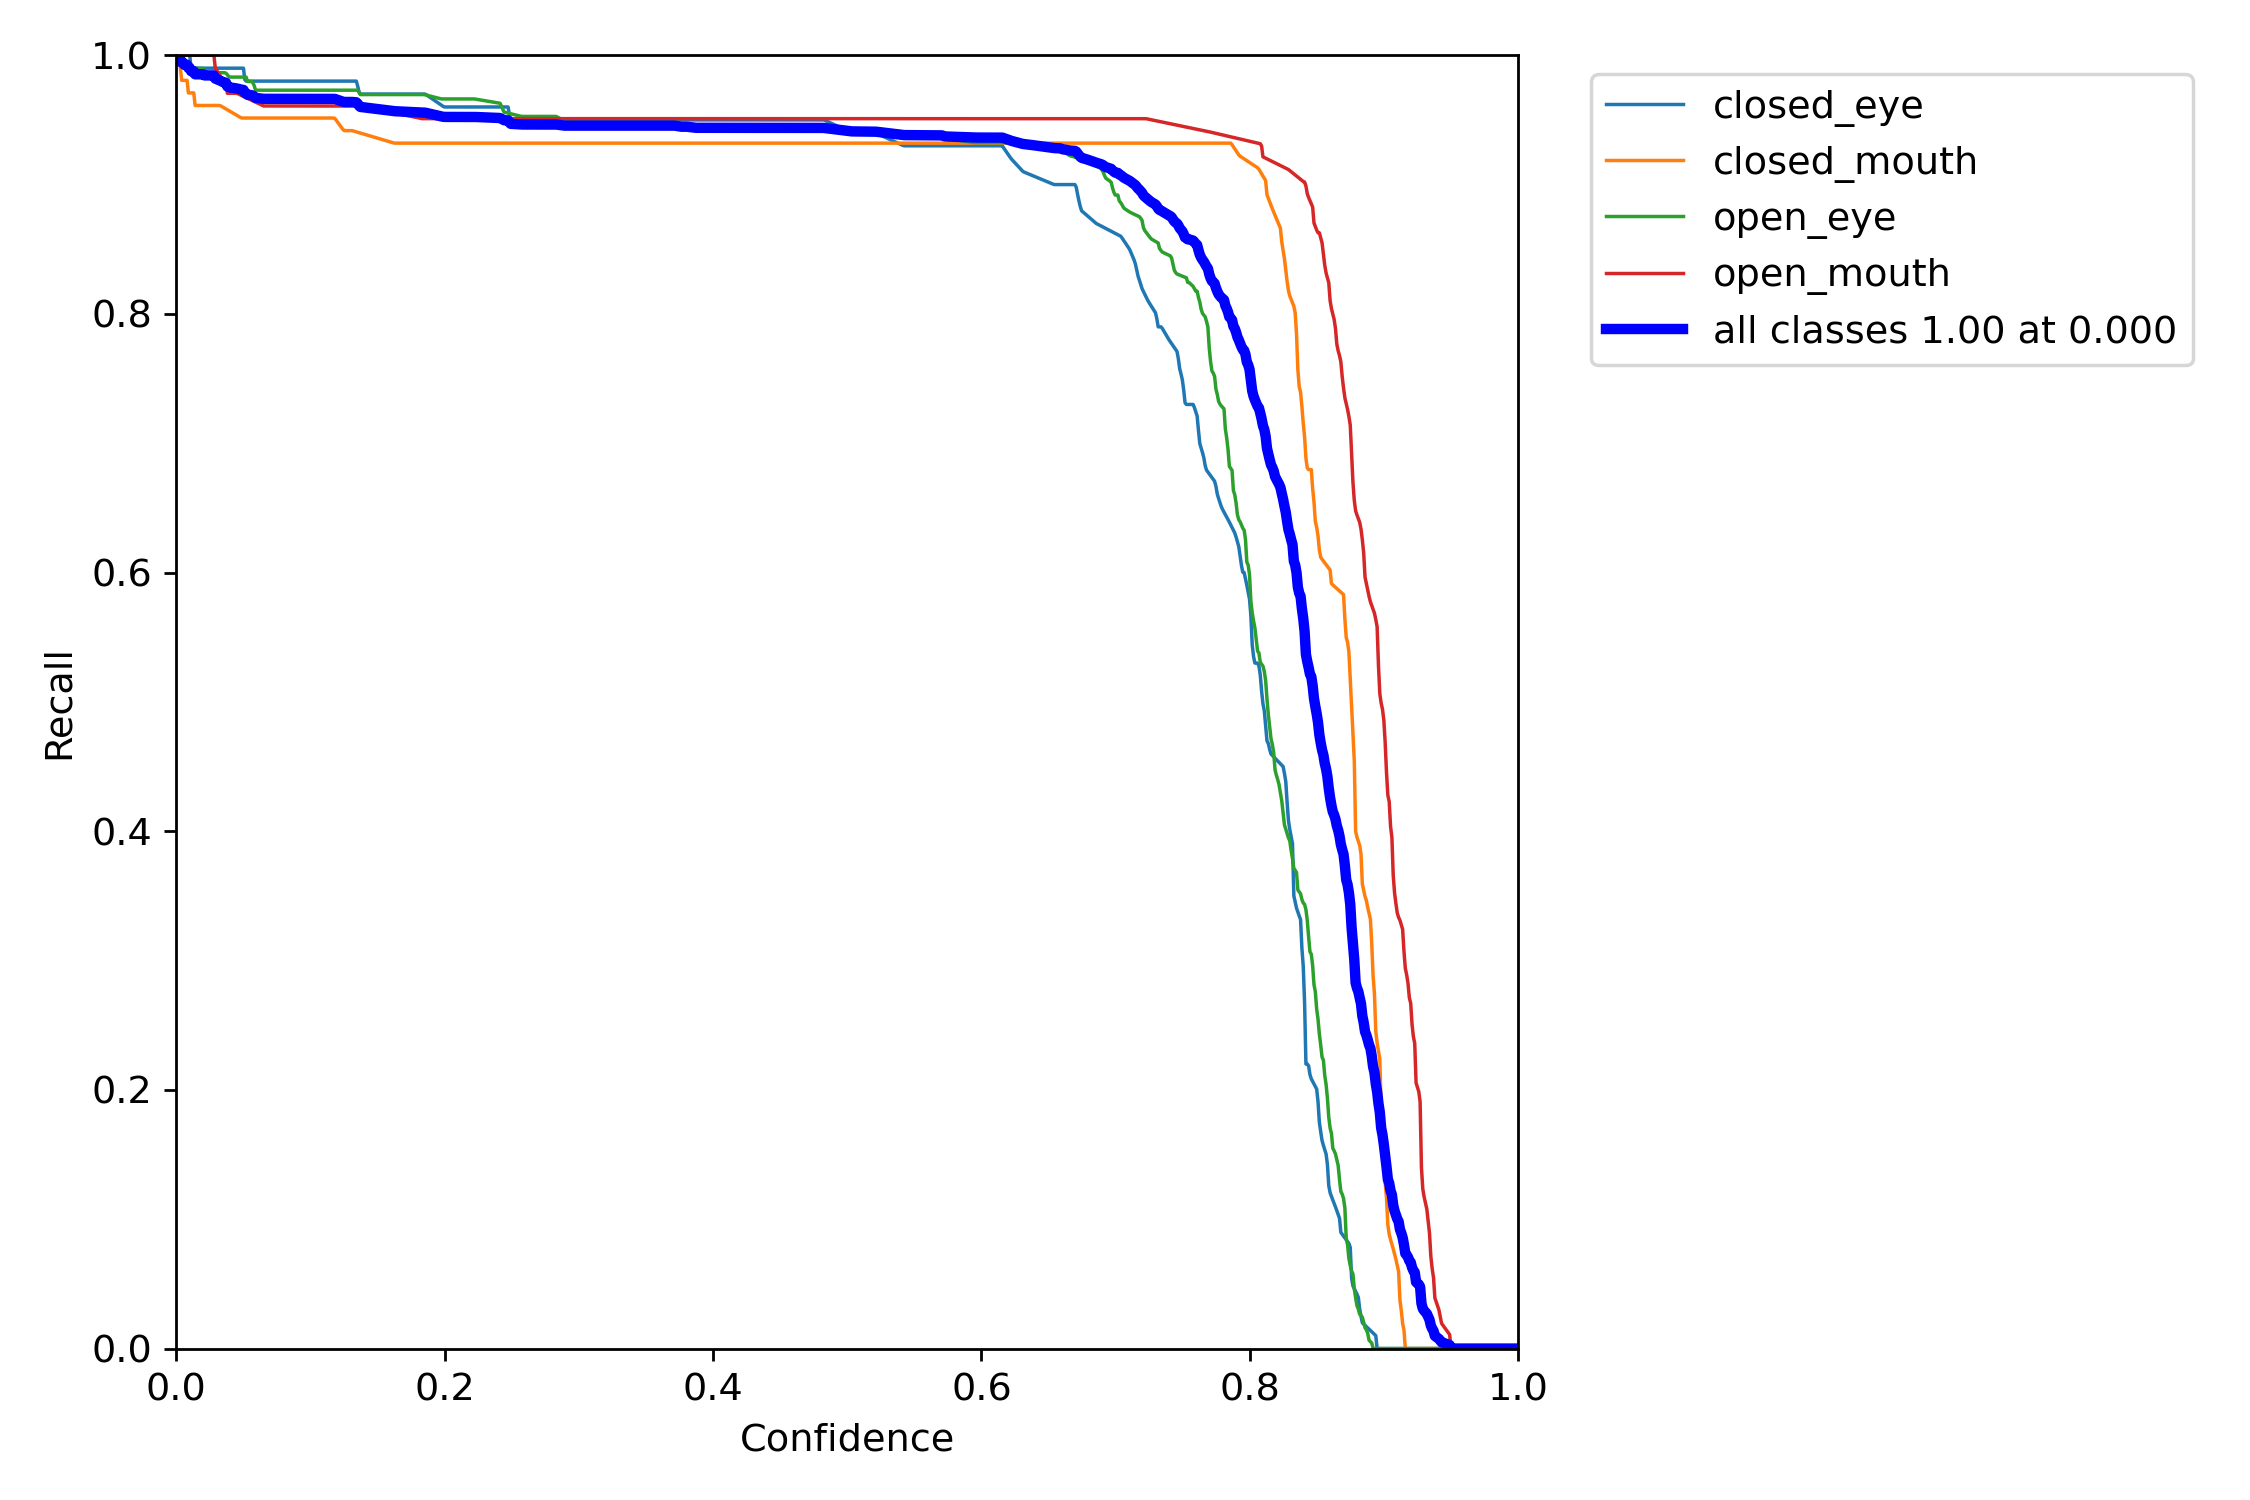 1.0
0.8
0.6
0.4
0.2
0.0
Recall
0.0 0.2 0.4 0.6 0.8 1.0
Confidence
closed_eye
closed_mouth
open_eye
open_mouth
all classes 1.00 at 0.000